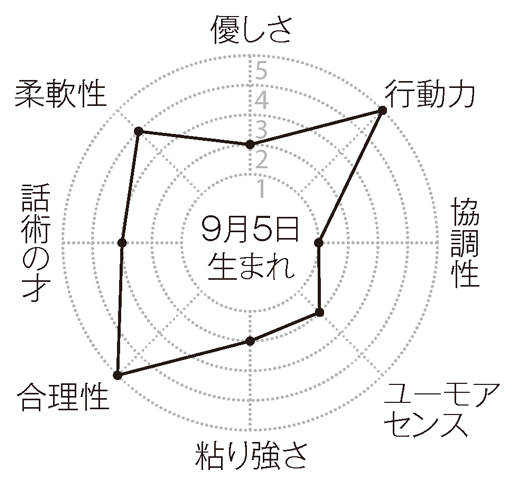 優しさ
行動力
柔軟性
5
4
3
2
1
協調性
話術の才
9月5日
生まれ
合理性
ユーモア
センス
粘り強さ